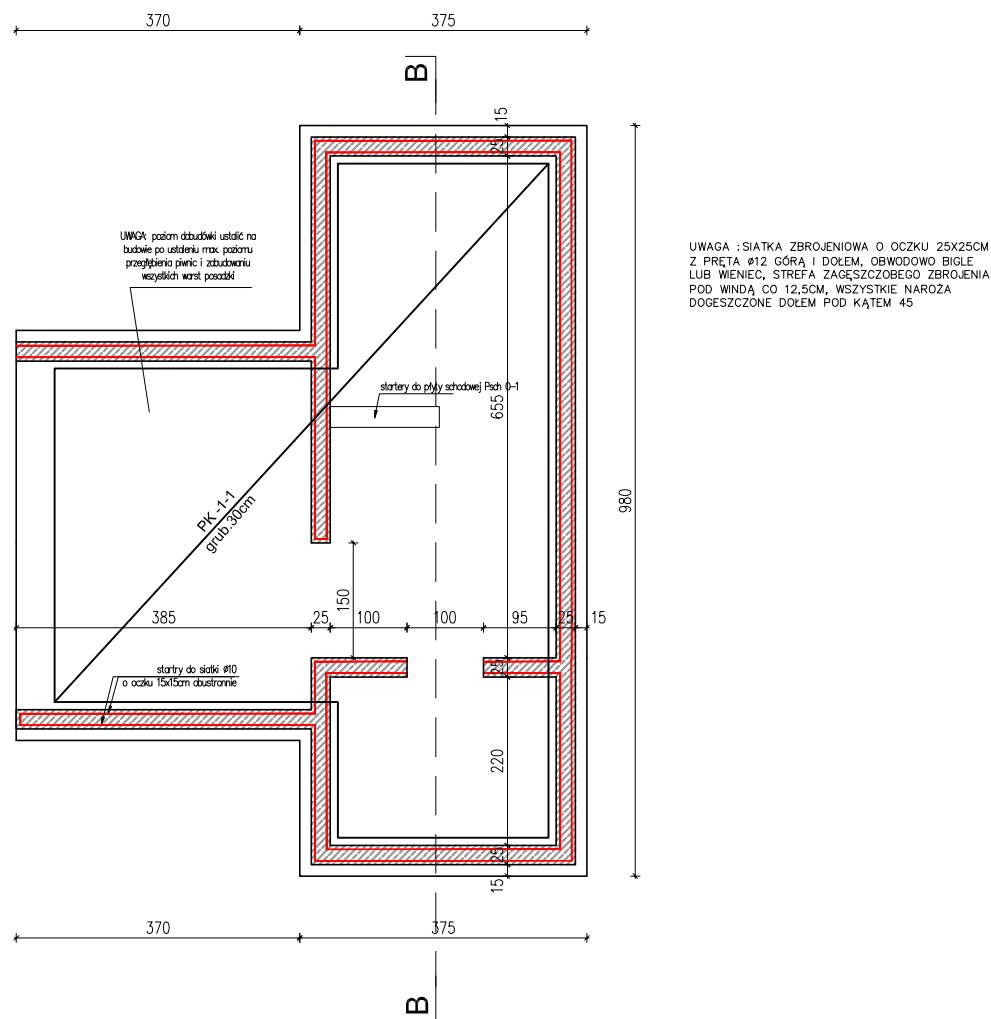 370
375
B
15
25
UWAGA: poziom dobudówki ustalić na
budowie po ustaleniu max. poziomu
przegłębienia piwnic i zabudowaniu
wszystkich warst posadzki
UWAGA :SIATKA ZBROJENIOWA O OCZKU 25X25CM
Z PRĘTA ø12 GÓRĄ I DOŁEM, OBWODOWO BIGLE
LUB WIENIEC, STREFA ZAGĘSZCZOBEGO ZBROJENIA
POD WINDĄ CO 12,5CM, WSZYSTKIE NAROŻA
DOGESZCZONE DOŁEM POD KĄTEM 45
startery do płyty schodowej Psch 0-1
655
980
PK -1-1
grub.30cm
150
385
25
100
100
95
25
15
startry do siatki ø10
o oczku 15x15cm obustronnie
25
220
25
15
370
375
B